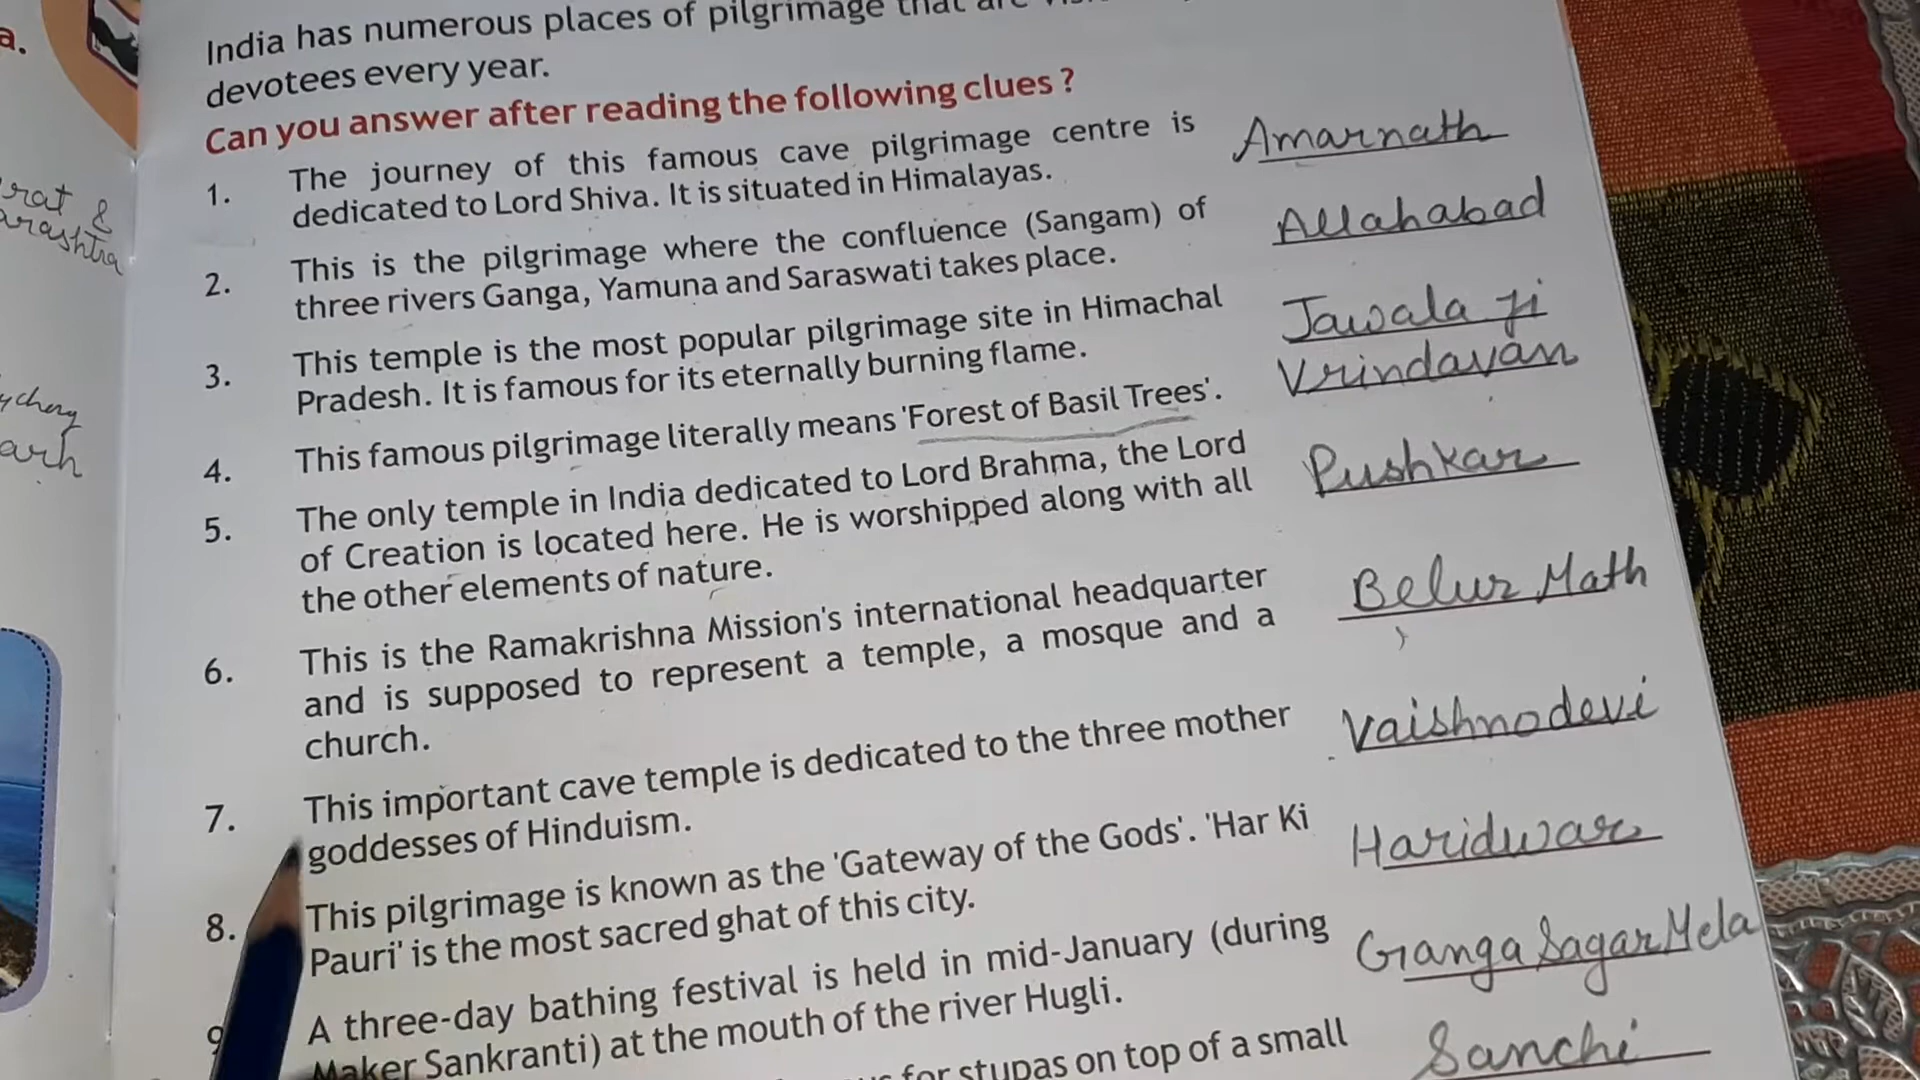 a.
India has numerous places of pilgrimage that
devotees every year.
Can you answer after reading the following clues ?
1. The journey of this famous cave pilgrimage centre is Amarnath
dedicated to Lord Shiva. It is situated in Himalayas.
2. This is the pilgrimage where the confluence (Sangam) of Allahabad
three rivers Ganga, Yamuna and Saraswati takes place.
3. This temple is the most popular pilgrimage site in Himachal Jawala Ji
Pradesh. It is famous for its eternally burning flame.
4. This famous pilgrimage literally means 'Forest of Basil Trees'. Vrindavan
5. The only temple in India dedicated to Lord Brahma, the Lord Pushkar
of Creation is located here. He is worshipped along with all
the other elements of nature.
6. This is the Ramakrishna Mission's international headquarter Belur Math
and is supposed to represent a temple, a mosque and a
church.
7. This important cave temple is dedicated to the three mother Vaishnodevi
goddesses of Hinduism.
8. This pilgrimage is known as the 'Gateway of the Gods'. 'Har Ki Haridwar
Pauri' is the most sacred ghat of this city.
9 A three-day bathing festival is held in mid-January (during Ganga Sagar Mela
Maker Sankranti) at the mouth of the river Hugli.
for stupas on top of a small Sanchi